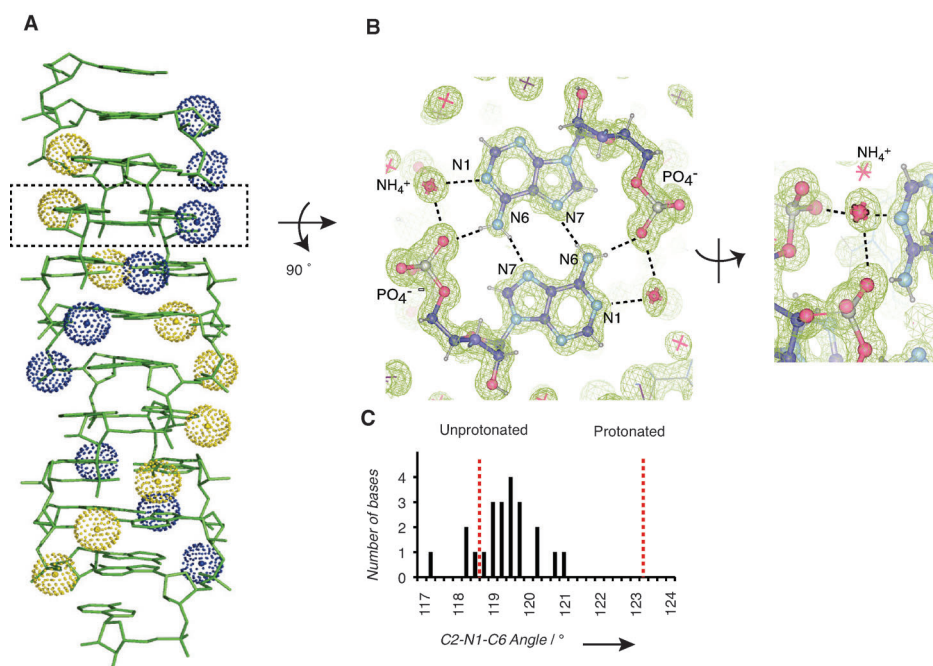 A
90 °
B
N1
NH₄⁺
N6
N7
PO₄⁻
N7
N6
PO₄⁻ ⁼
N1
NH₄⁺
C
Unprotonated
Protonated
Number of bases
4
3
2
1
0
117
118
119
120
121
122
123
124
C2-N1-C6 Angle / °